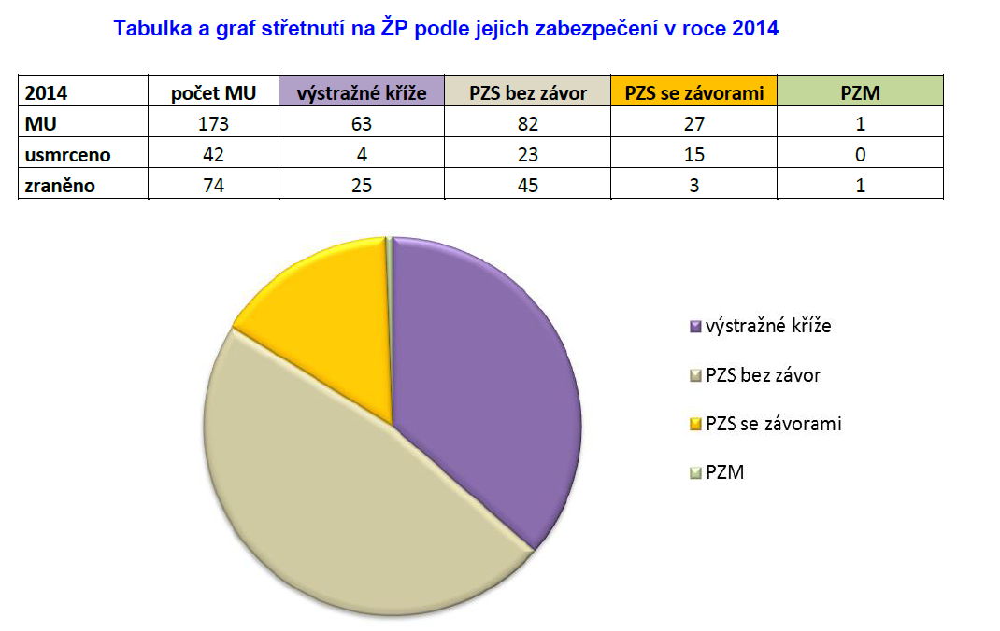 Tabulka a graf střetnutí na ŽP podle jejich zabezpečení v roce 2014
2014 počet MU výstražné kříže PZS bez závor PZS se závorami PZM
MU 173 63 82 27 1
usmrceno 42 4 23 15 0
zraněno 74 25 45 3 1
výstražné kříže
PZS bez závor
PZS se závorami
PZM